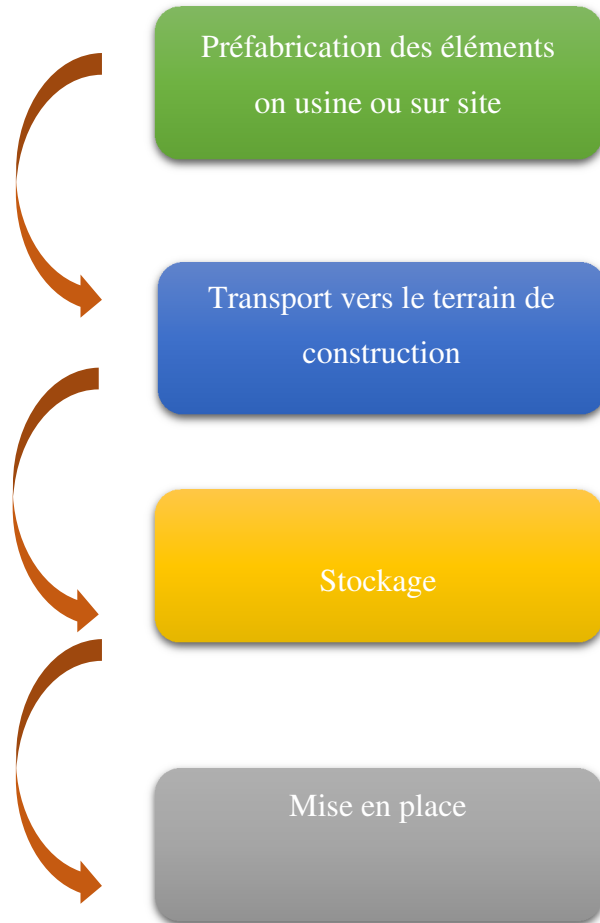 Préfabrication des éléments
on usine ou sur site
Transport vers le terrain de
construction
Stockage
Mise en place